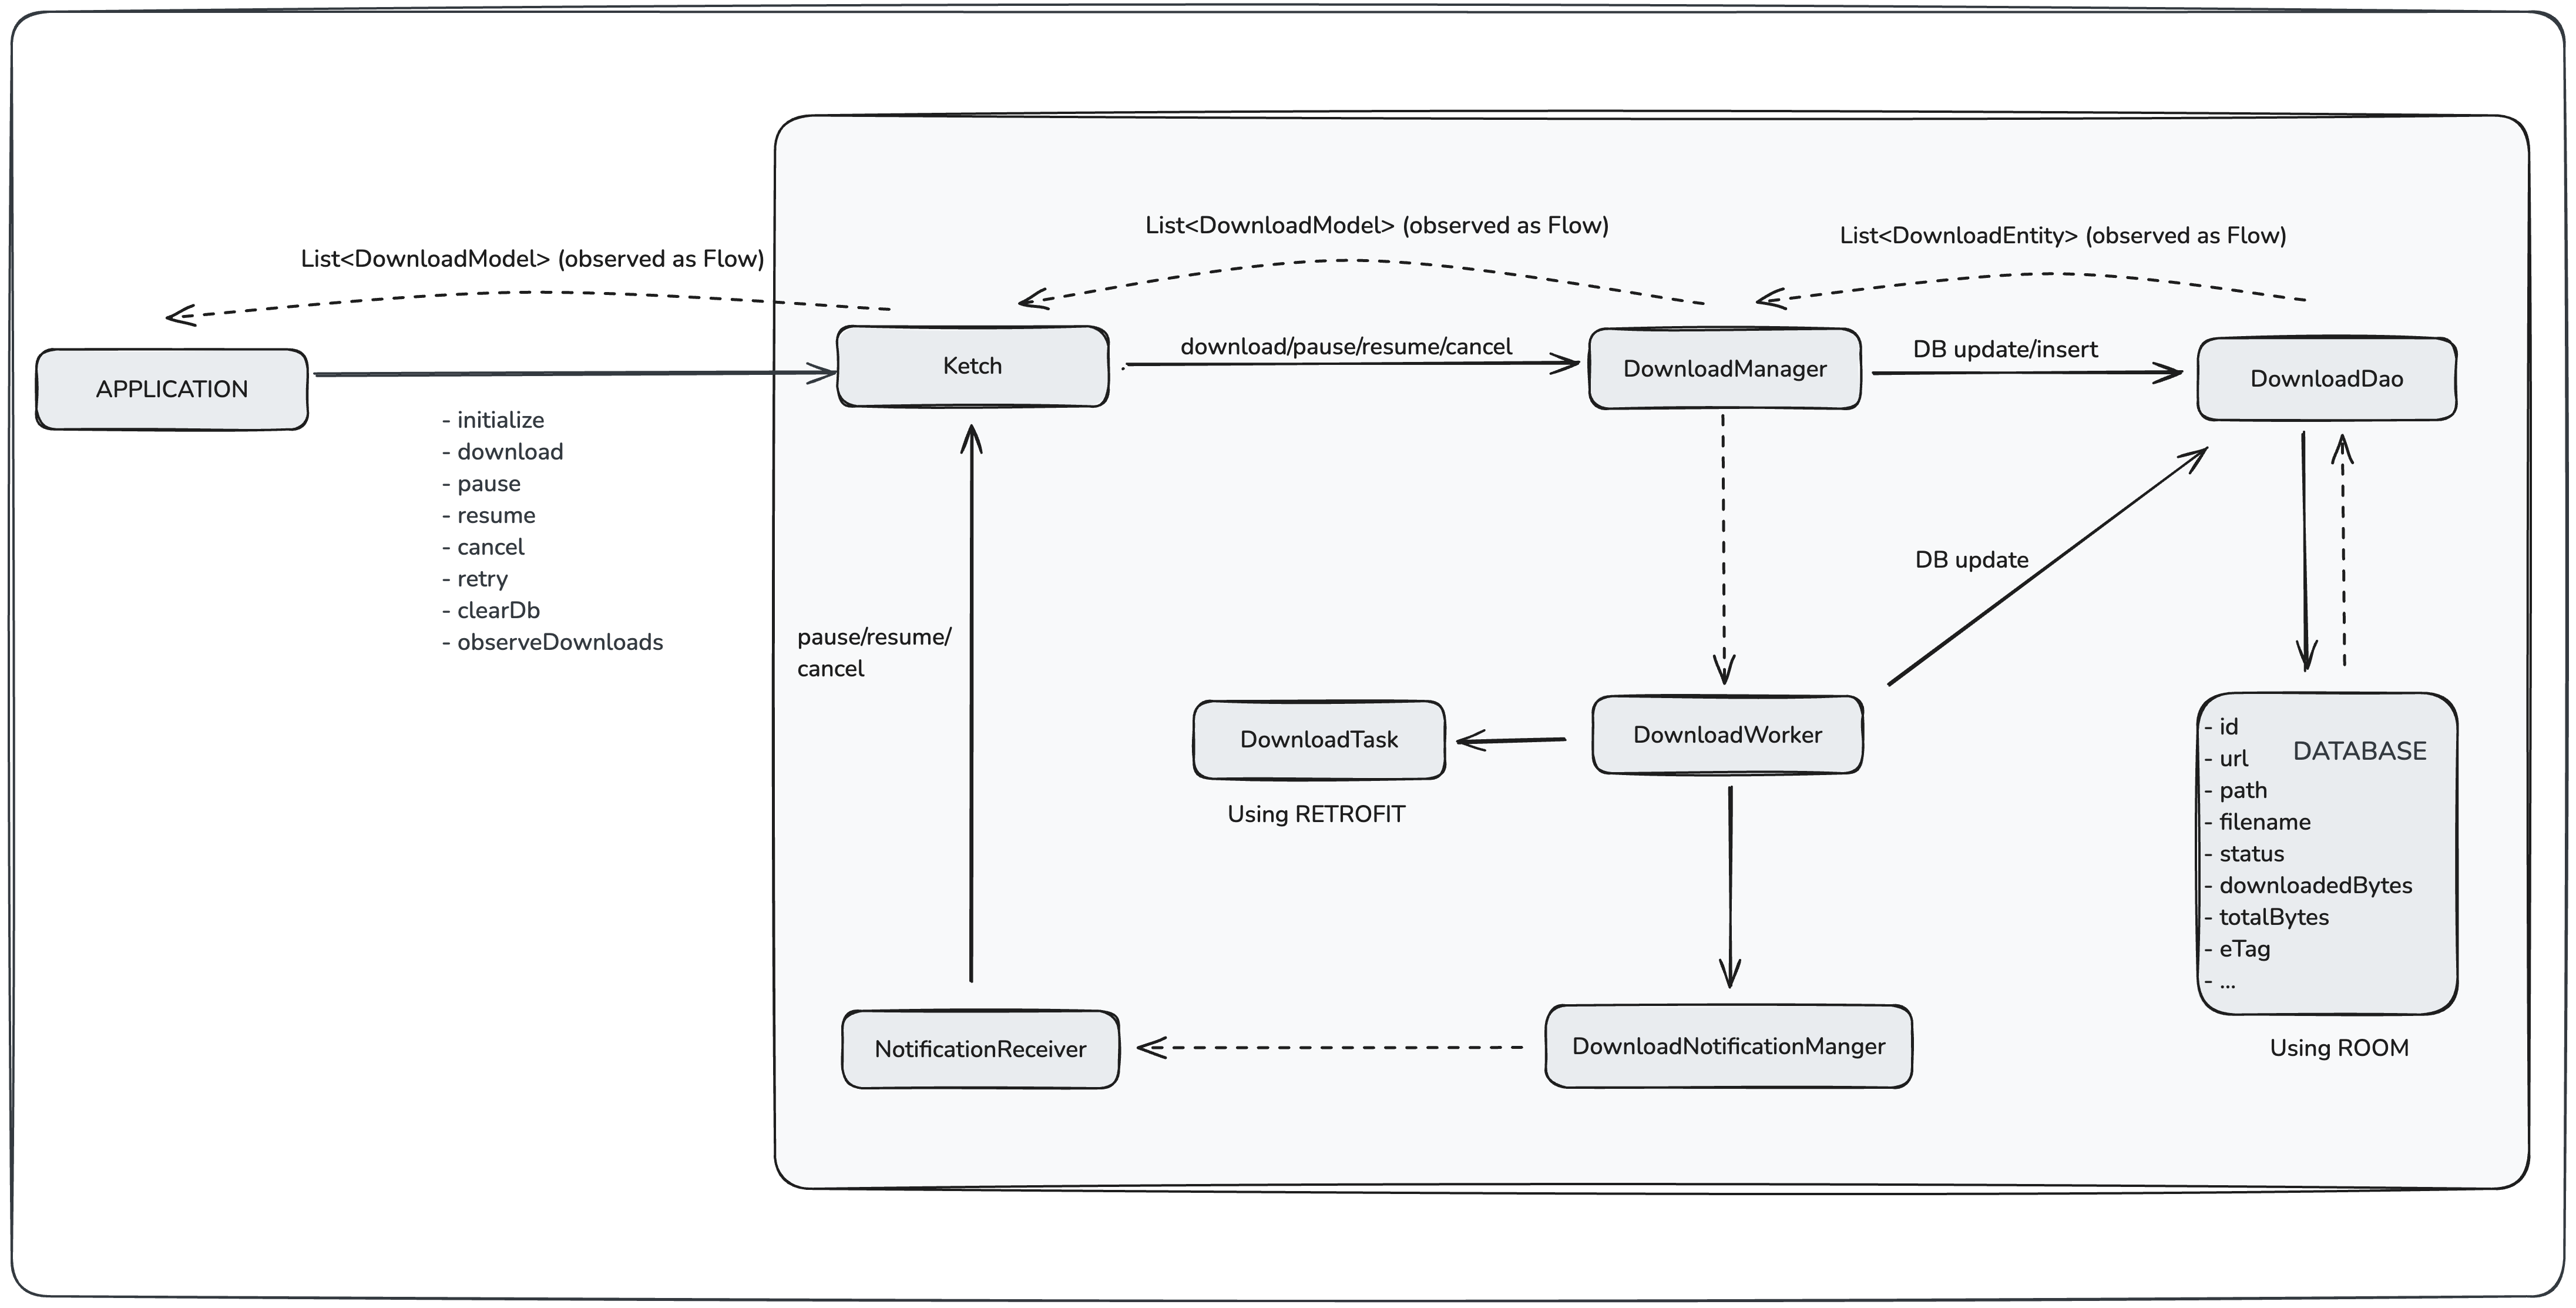 List<DownloadModel> (observed as Flow)
List<DownloadEntity> (observed as Flow)
List<DownloadModel> (observed as Flow)
APPLICATION
Ketch
download/pause/resume/cancel
DownloadManager
DB update/insert
DownloadDao
- initialize
- download
- pause
- resume
- cancel
- retry
- clearDb
- observeDownloads
pause/resume/
cancel
DB update
DownloadTask
Using RETROFIT
DownloadWorker
DATABASE
- id
- url
- path
- filename
- status
- downloadedBytes
- totalBytes
- eTag
- ...
Using ROOM
NotificationReceiver
DownloadNotificationManger